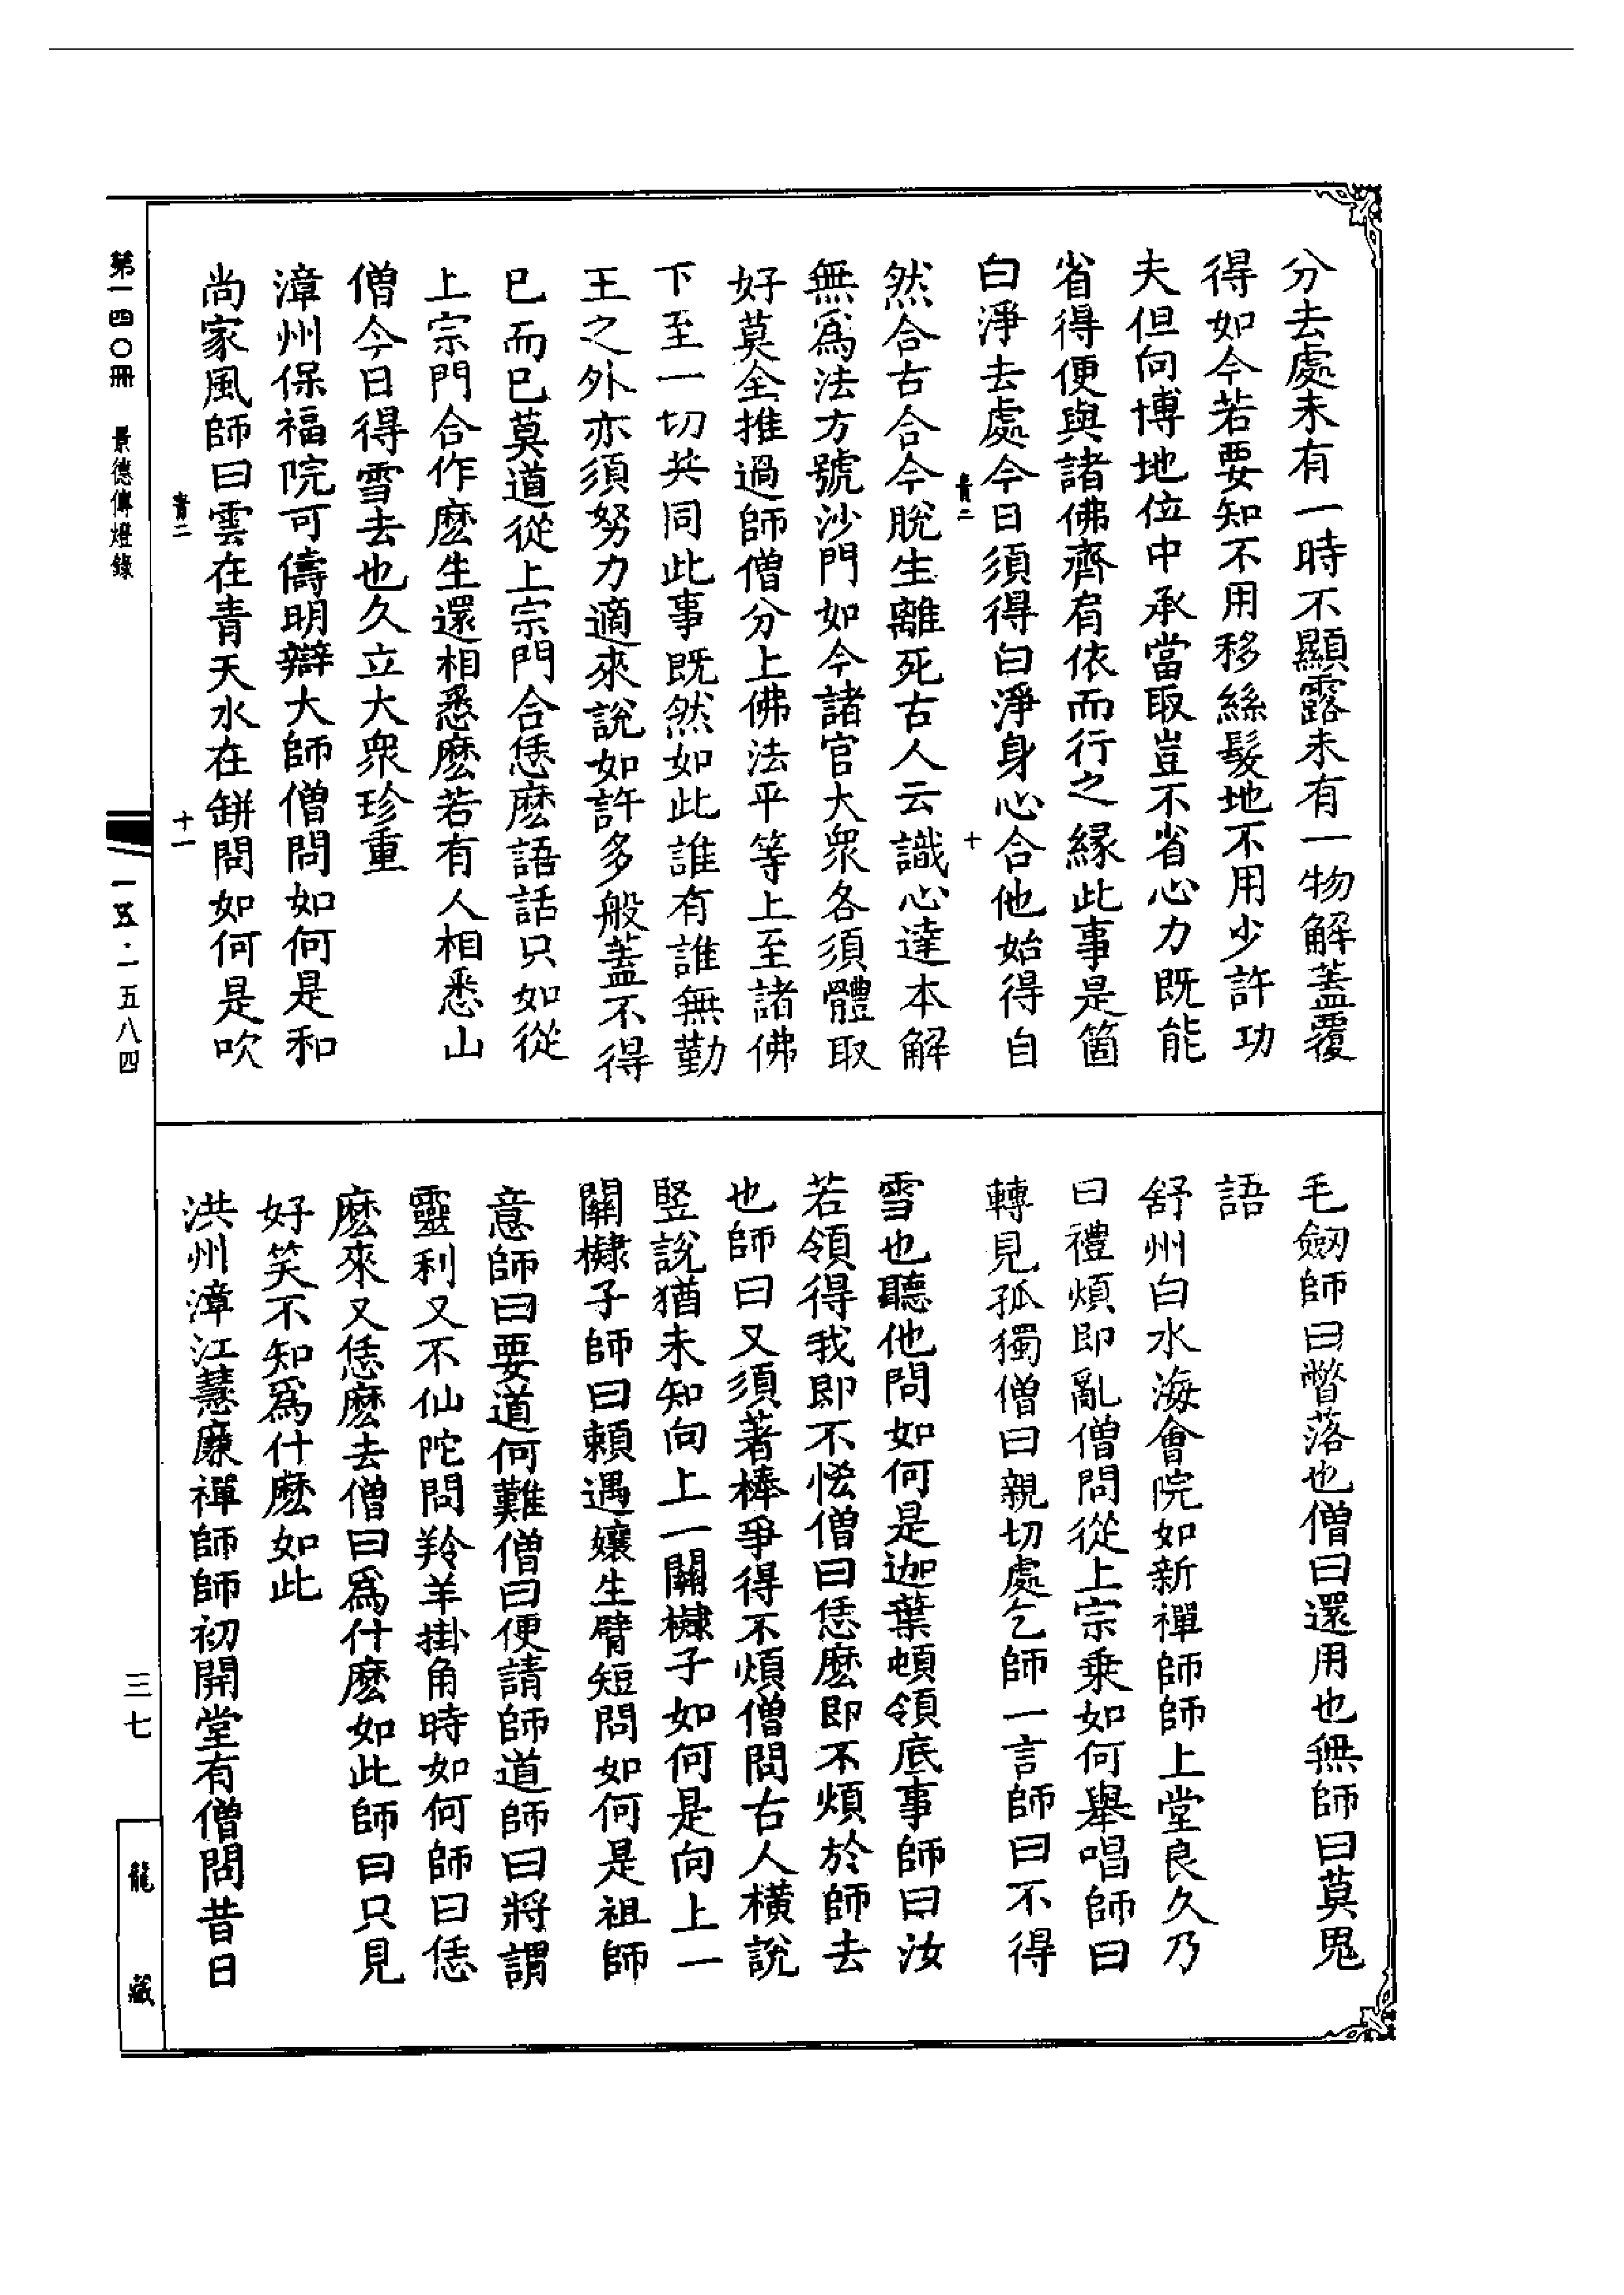 分去處未有一時不顯露未有一物解蓋覆
得如今若要知不用移絲髮地不用少許功
夫但向博地位中承當取豈不省心力既能
省得便與諸佛齊肩依而行之緣此事是箇
白淨去處今日須得白淨身心合他始得自
青二
十
然合古合今脫生離死古人云識心達本解
無爲法方號沙門如今諸官大眾各須體取
好莫全推過師僧分上佛法平等上至諸佛
下至一切共同此事既然如此誰有誰無勤
王之外亦須努力適來說如許多般蓋不得
已而已莫道從上宗門合恁麽語話只如從
上宗門合作麽生還相悉麽若有人相悉山
僧今日得雪去也久立大眾珍重
漳州保福院可儔明辯大師僧問如何是和
尚家風師曰雲在青天水在缾問如何是吹
青二
十一
毛劒師曰瞥落也僧曰還用也無師曰莫鬼
語
舒州白水海會院如新禪師師上堂良久乃
曰禮煩即亂僧問從上宗乘如何舉唱師曰
轉見孤獨僧曰親切處乞師一言師曰不得
雪也聽他問如何是迦葉頓領底事師曰汝
若領得我即不恡僧曰恁麽即不煩於師去
也師曰又須著棒爭得不煩僧問古人橫說
竪說猶未知向上一關棙子如何是向上一
關棙子師曰賴遇孃生臂短問如何是祖師
意師曰要道何難僧曰便請師道師曰將謂
靈利又不仙陀問羚羊掛角時如何師曰恁
麽來又恁麽去僧曰爲什麽如此師曰只見
好笑不知爲什麽如此
洪州漳江慧廉禪師師初開堂有僧問昔日
第一四〇冊 景德傳燈錄
一五·一五八四
三七
龍藏